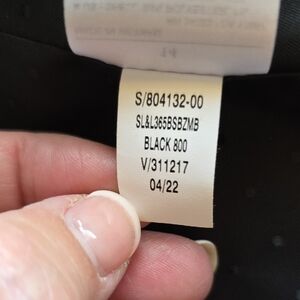 S/804132-00
SL&L365BSBZMB
BLACK 800
V/311217
04/22